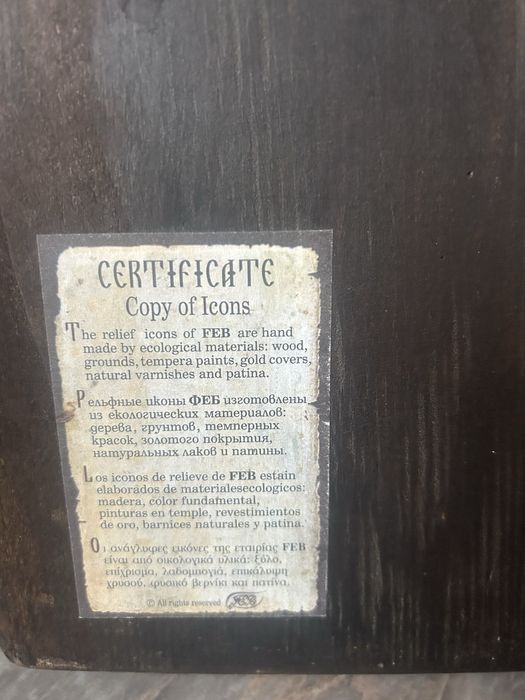 CERTIFICATE
Copy of Icons
The relief icons of FEB are hand
made by ecological materials: wood,
grounds, tempera paints, gold covers,
natural varnishes and patina.
Рельфные иконы ФЕБ изготовлены
из екологических материалов:
дерева, грунтов, темперных
красок, золотого покрытия,
натуральных лаков и патины.
Los iconos de relieve de FEB estain
elaborados de materialesecologicos:
madera, color fundamental,
pinturas en temple, revestimientos
de oro, barnices naturales y patina.
Οι ανάγλυφες εικόνες της εταιρίας FEB
είναι από οικολογικά υλικά: ξύλο,
επίχρισμα, λαδομπογιά, επικάλυψη
χρυσού, φυσικό βερνίκι και πατίνα.
© All rights reserved